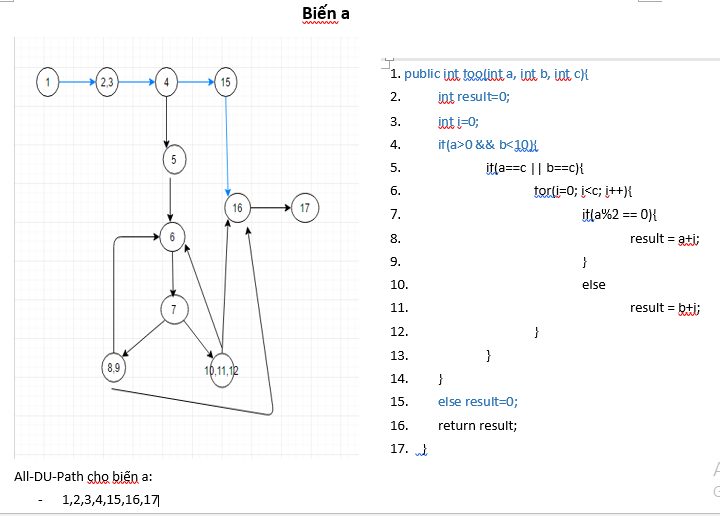 Biến a
1
2,3
4
15
5
16
17
6
7
8,9
10,11,12
1. public int foo(int a, int b, int c){
2. int result=0;
3. int i=0;
4. if(a>0 && b<10){
5. if(a==c || b==c){
6. for(i=0; i<c; i++){
7. if(a%2 == 0){
8. result = a+i;
9. }
10. else
11. result = b+i;
12. }
13. }
14. }
15. else result=0;
16. return result;
17. }
All-DU-Path cho biến a:
- 1,2,3,4,15,16,17